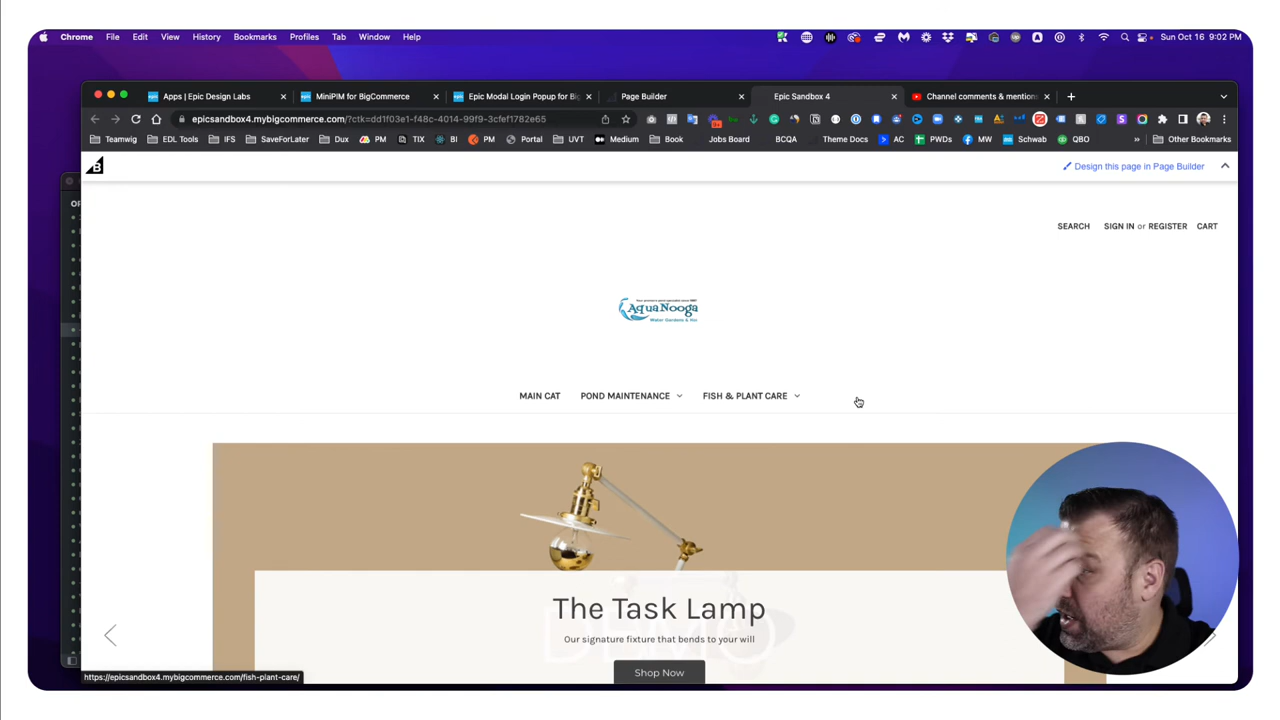 Chrome File Edit View History Bookmarks Profiles Tab Window Help Sun Oct 16 9:02 PM
Apps | Epic Design Labs MiniPIM for BigCommerce Epic Modal Login Popup for Big Page Builder Epic Sandbox 4 Channel comments & mention
epicsandbox4.mybigcommerce.com/?ctk=dd1f03e1-f48c-4014-99f9-3cfef1782e65
Teamwig EDL Tools IFS SaveForLater Dux PM TIX BI PM Portal UVT Medium Book Jobs Board BCQA Theme Docs AC PWDs MW Schwab QBO » Other Bookmarks
Design this page in Page Builder
SEARCH SIGN IN or REGISTER CART
AquaNooga
MAIN CAT POND MAINTENANCE FISH & PLANT CARE
The Task Lamp
Our signature fixture that bends to your will
Shop Now
https://epicsandbox4.mybigcommerce.com/fish-plant-care/